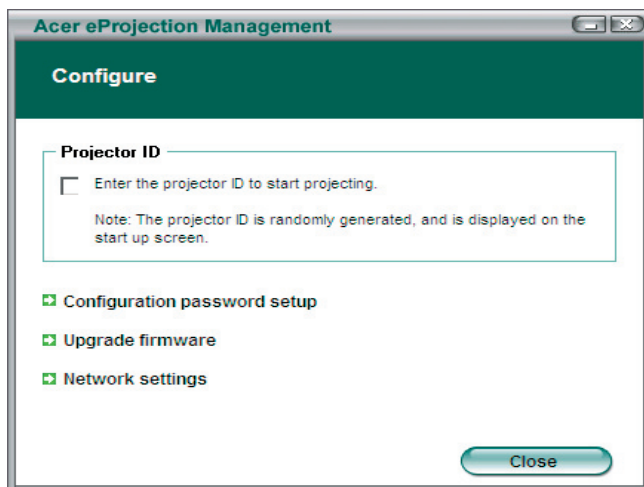 Acer eProjection Management
Configure
Projector ID
Enter the projector ID to start projecting.
Note: The projector ID is randomly generated, and is displayed on the
start up screen.
Configuration password setup
Upgrade firmware
Network settings
Close